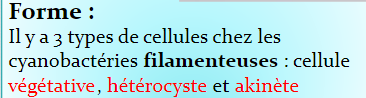 Forme :
Il y a 3 types de cellules chez les
cyanobactéries filamenteuses : cellule
végétative, hétérocyste et akinète